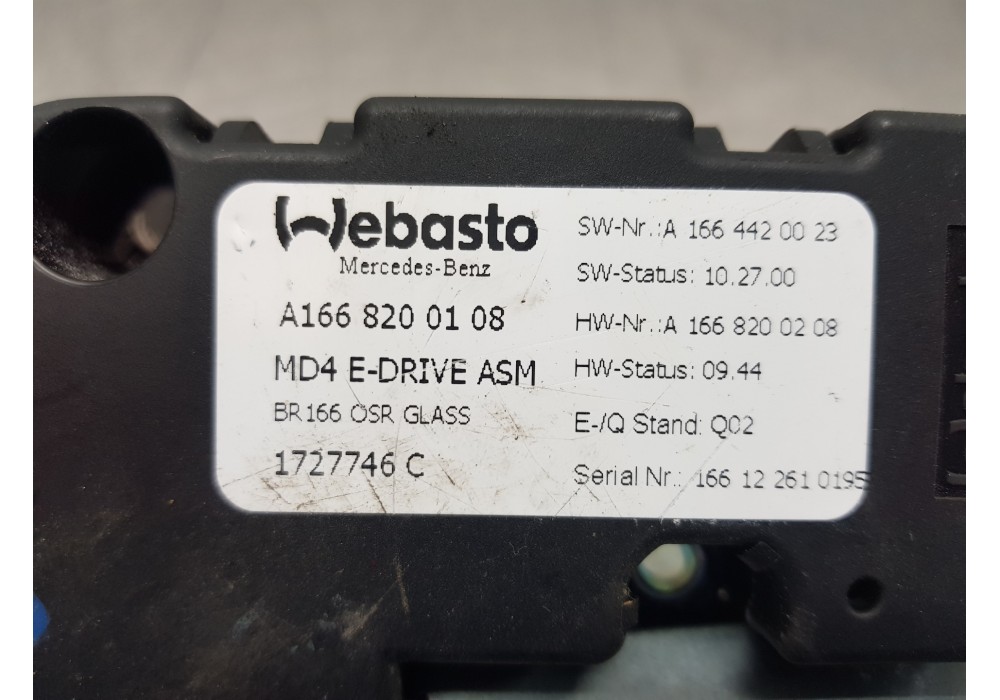 Webasto
Mercedes-Benz
A166 820 01 08
MD4 E-DRIVE ASM
BR166 OSR GLASS
1727746 C
SW-Nr.:A 166 442 00 23
SW-Status: 10.27.00
HW-Nr.:A 166 820 02 08
HW-Status: 09.44
E-/Q Stand: Q02
Serial Nr.: 166 12 261 0195